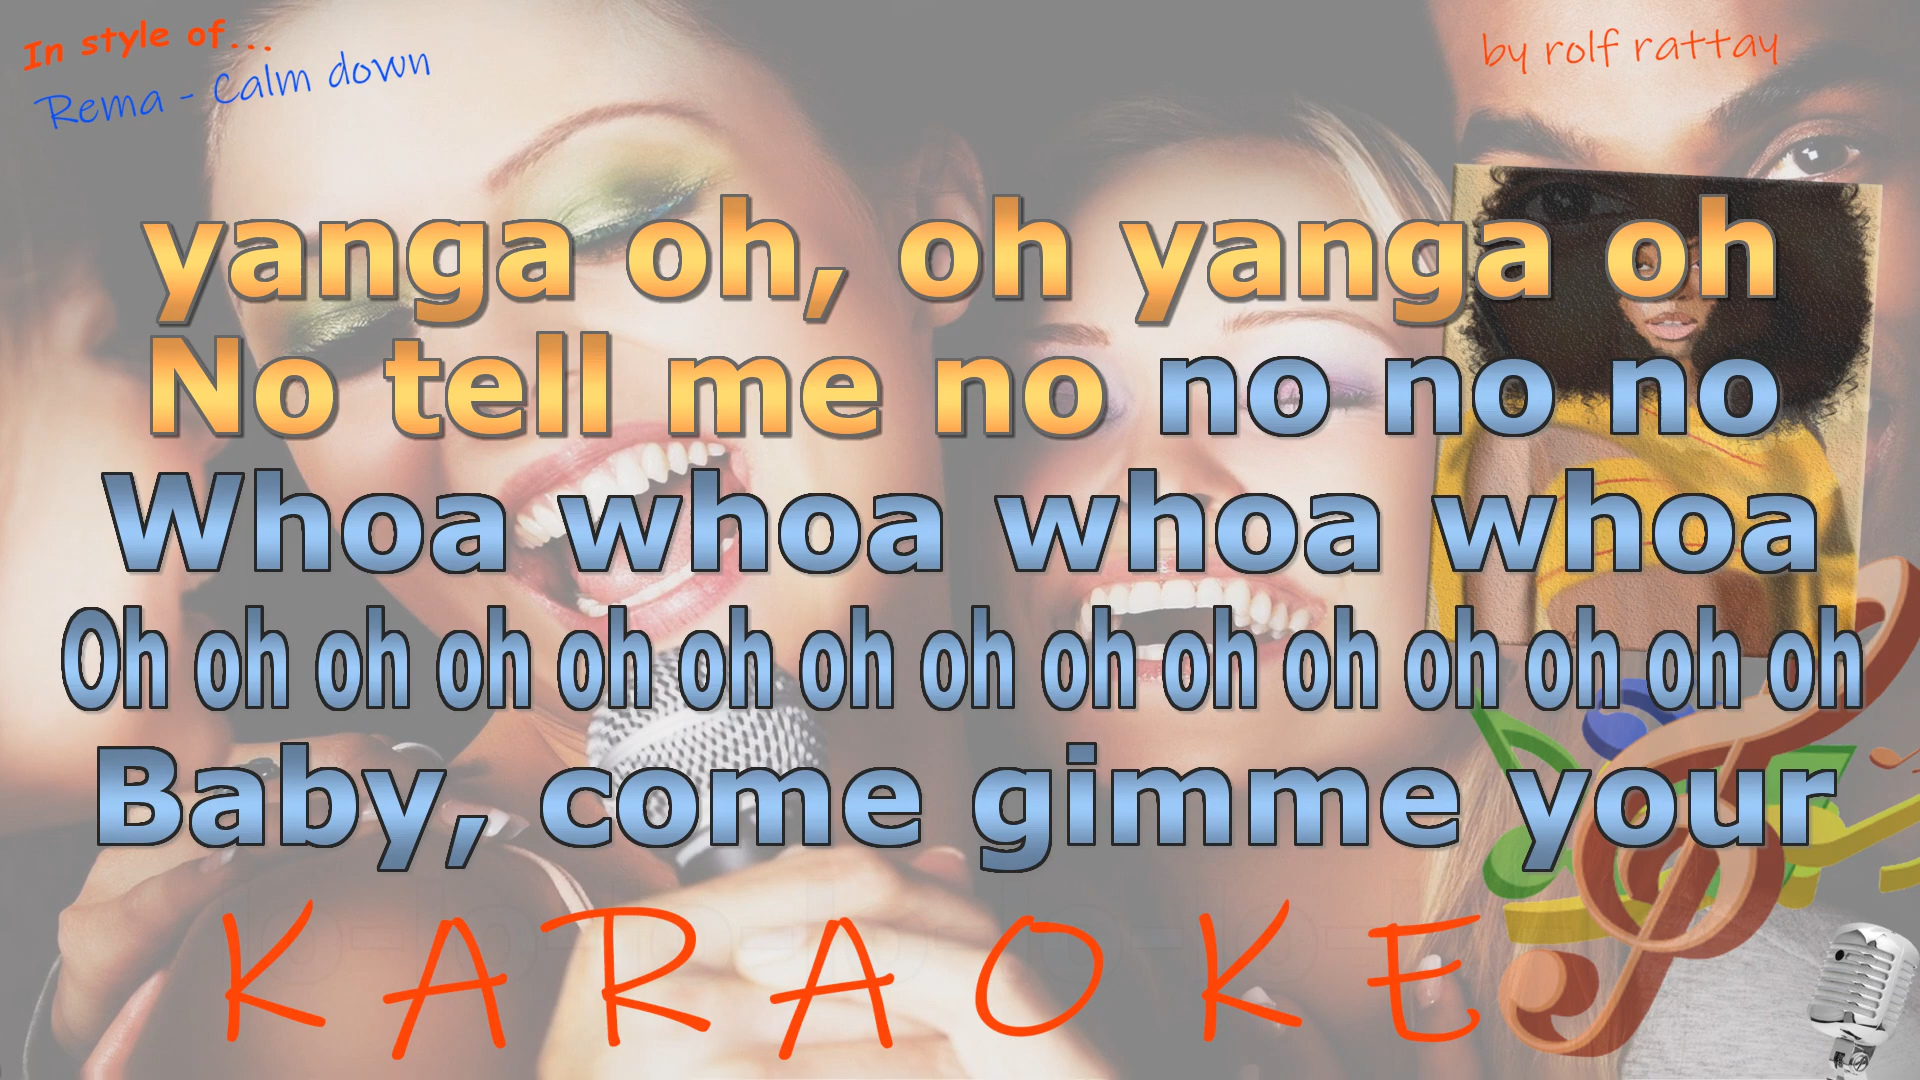 In style of...
Rema - Calm down
by rolf rattay
yanga oh, oh yanga oh
No tell me no no no no
Whoa whoa whoa whoa
Oh oh oh oh oh oh oh oh oh oh oh oh oh oh oh
Baby, come gimme your
KARAOKE